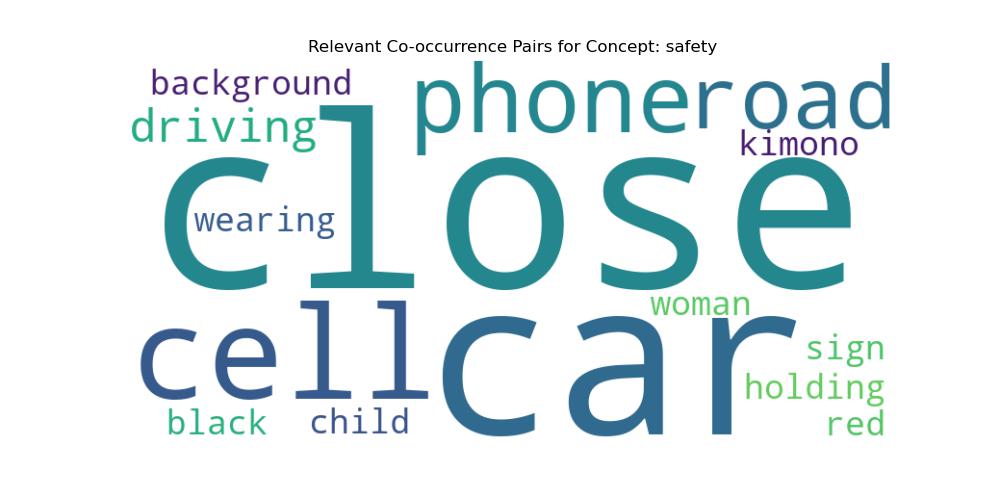 Relevant Co-occurrence Pairs for Concept: safety
background
phone
road
driving
kimono
close
wearing
woman
cell
car
sign
holding
black
child
red